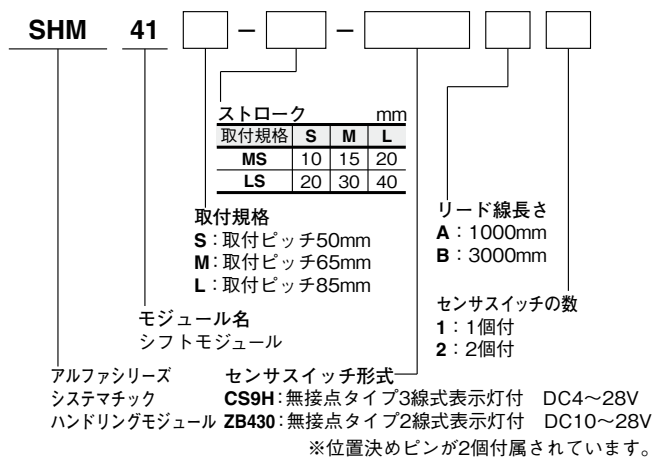 SHM 41 － －
ストローク mm
取付規格 S M L
MS 10 15 20
LS 20 30 40
取付規格
S：取付ピッチ50mm
M：取付ピッチ65mm
L：取付ピッチ85mm
リード線長さ
A：1000mm
B：3000mm
モジュール名
シフトモジュール
センサスイッチの数
1：1個付
2：2個付
アルファシリーズ
システマチック
ハンドリングモジュール
センサスイッチ形式
CS9H：無接点タイプ3線式表示灯付 DC4〜28V
ZB430：無接点タイプ2線式表示灯付 DC10〜28V
※位置決めピンが2個付属されています。